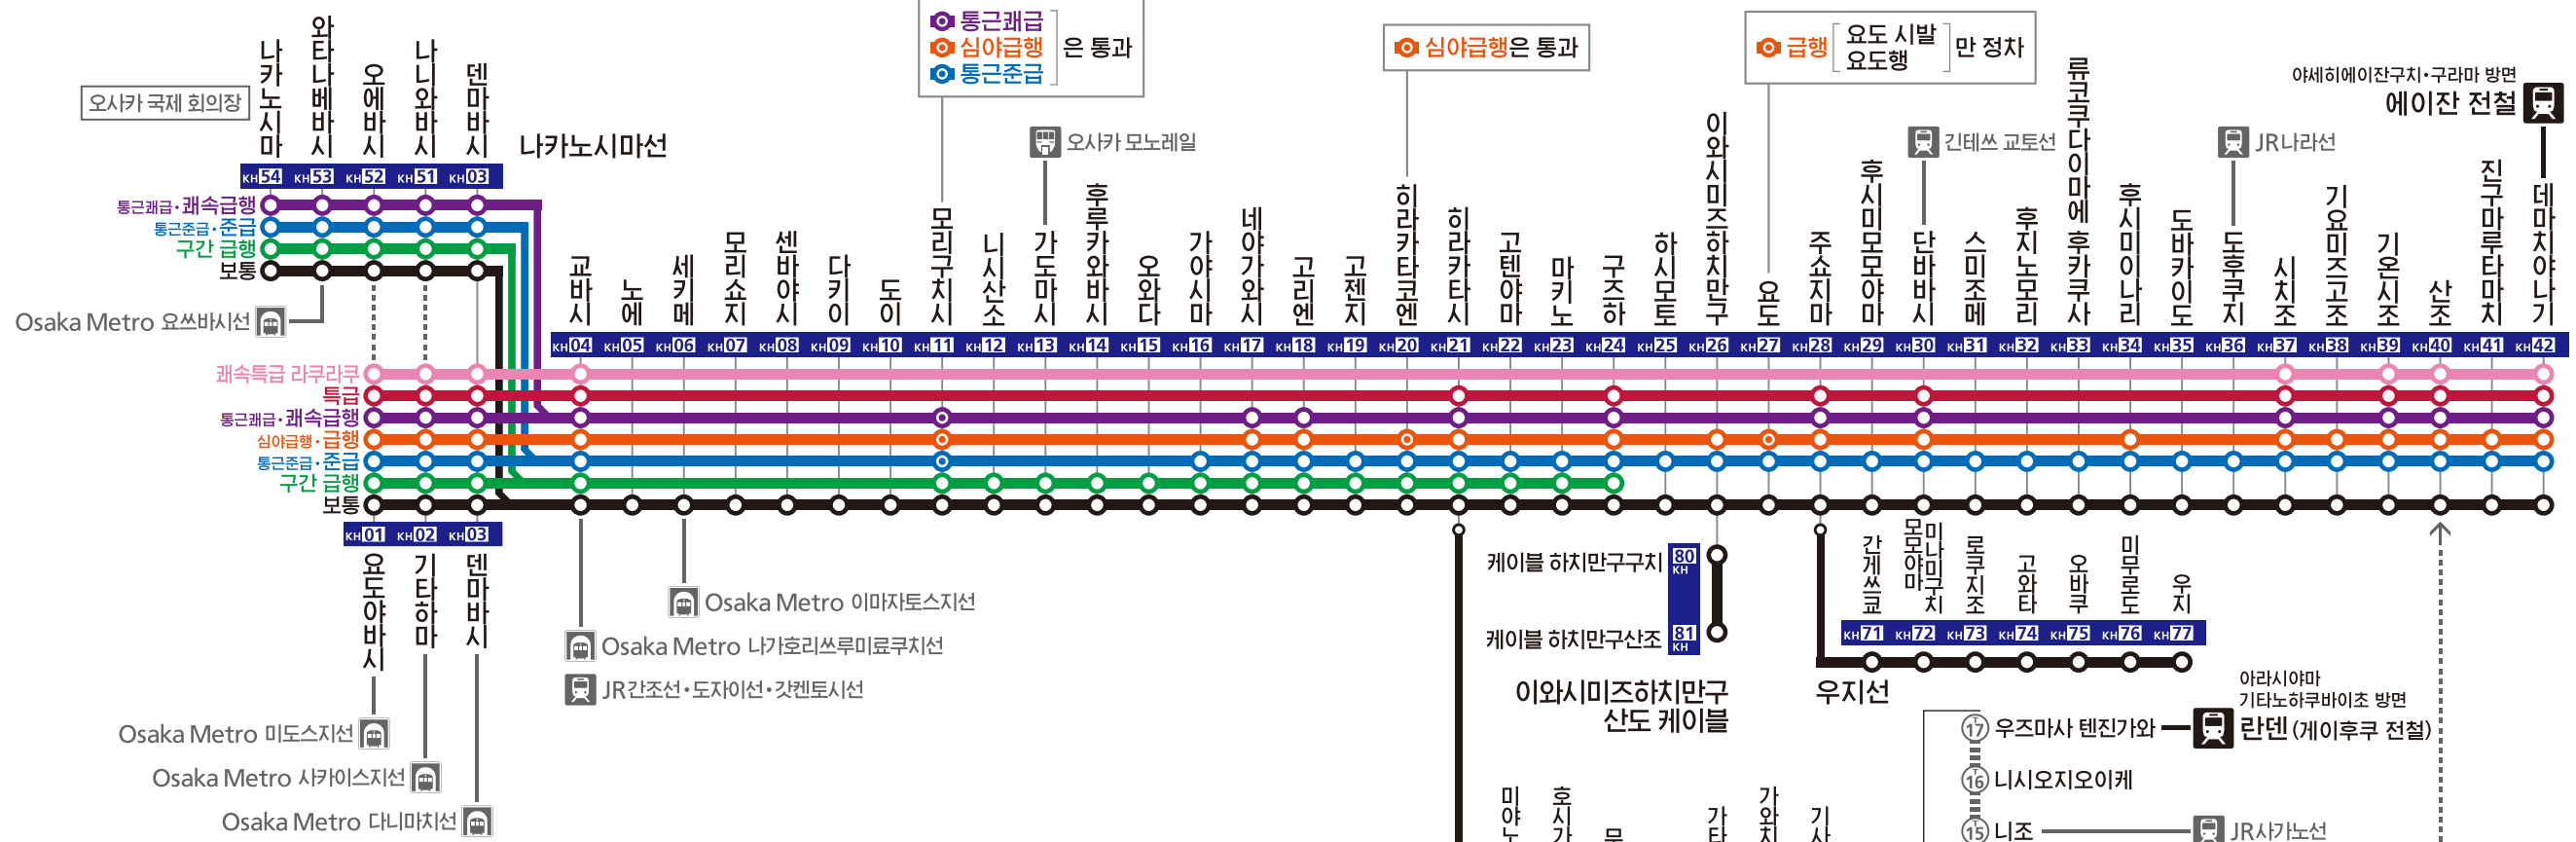 통근쾌급
심야급행
통근준급
은 통과
심야급행은 통과
급행
요도 시발
요도행
만 정차
야세히에이잔구치・구라마 방면
에이잔 전철
오사카 국제 회의장
나카노시마
와타나베바시
오에바시
나니와바시
덴마바시
나카노시마선
오사카 모노레일
긴테쓰 교토선
JR나라선
KH54 KH53 KH52 KH51 KH03
통근쾌급・쾌속급행
통근준급・준급
구간 급행
보통
Osaka Metro 요쓰바시선
교바시
노에
세키메
모리쇼지
센바야시
다키이
도이
모리구치시
니시산소
가도마시
후루카와바시
오와다
가야시마
네야가와시
고리엔
고젠지
히라카타코엔
히라카타시
고텐야마
마키노
구즈하
하시모토
이와시미즈하치만구
요도
주쇼지마
후시미모모야마
단바바시
스미조메
후지노모리
류코쿠다이마에 후카쿠사
후시미이나리
도바카이도
도후쿠지
시치조
기요미즈고조
기온시조
산조
진구마루타마치
데마치야나기
KH04 KH05 KH06 KH07 KH08 KH09 KH10 KH11 KH12 KH13 KH14 KH15 KH16 KH17 KH18 KH19 KH20 KH21 KH22 KH23 KH24 KH25 KH26 KH27 KH28 KH29 KH30 KH31 KH32 KH33 KH34 KH35 KH36 KH37 KH38 KH39 KH40 KH41 KH42
쾌속특급 라쿠라쿠
특급
통근쾌급・쾌속급행
심야급행・급행
통근준급・준급
구간 급행
보통
KH01 KH02 KH03
요도야바시
기타하마
덴마바시
Osaka Metro 이마자토스지선
Osaka Metro 나가호리쓰루미료쿠치선
JR간조선・도자이선・갓켄토시선
Osaka Metro 미도스지선
Osaka Metro 사카이스지선
Osaka Metro 다니마치선
케이블 하치만구구치
80
KH
케이블 하치만구산조
81
KH
이와시미즈하치만구
산도 케이블
간게쓰쿄
모모야마
미나미구치
로쿠지조
고와타
오바쿠
미무로도
우지
KH71 KH72 KH73 KH74 KH75 KH76 KH77
우지선
아라시야마
기타노하쿠바이초 방면
란덴 (게이후쿠 전철)
T
17
우즈마사 텐진가와
T
16
니시오지오이케
T
15
니조
JR사가노선
미야노
호시가
무
가타
가와치
기사